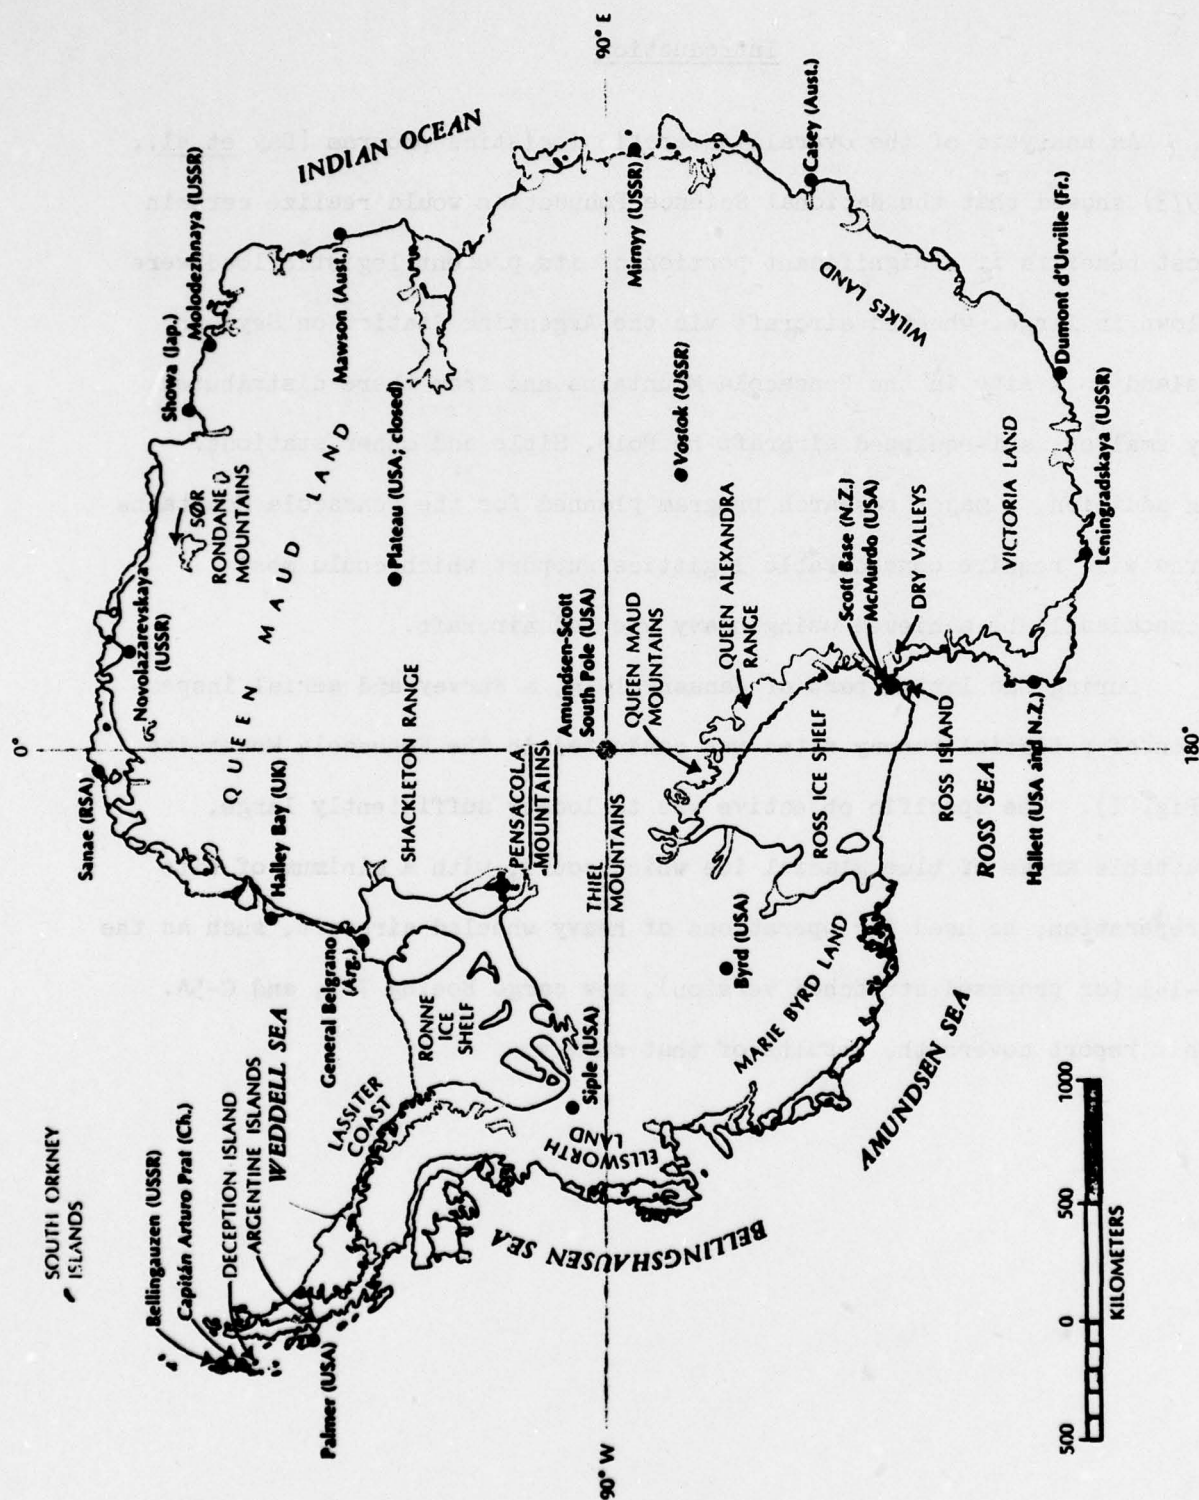 0°
SOUTH ORKNEY
ISLANDS
Sanae (RSA)
Bellingauzen (USSR)
Capitán Arturo Prat (Ch.)
Novolazarevskaya
(USSR)
Showa (Jap.)
Molodozhnaya (USSR)
SØR
RONDANE
MOUNTAINS
DECEPTION ISLAND
ARGENTINE ISLANDS
WEDDELL SEA
Halley Bay (UK)
QUEEN MAUD LAND
INDIAN OCEAN
Palmer (USA)
General Belgrano
(Arg.)
LASSITER
COAST
Mawson (Aust.)
SHACKLETON RANGE
Plateau (USA; closed)
RONNE
ICE
SHELF
PENSACOLA
MOUNTAINS
BELLINGSHAUSEN SEA
Siple (USA)
ELLSWORTH
LAND
Amundsen-Scott
South Pole (USA)
90° W
90° E
THIEL
MOUNTAINS
QUEEN MAUD
MOUNTAINS
Mirnyy (USSR)
Vostok (USSR)
QUEEN ALEXANDRA
RANGE
Byrd (USA)
MARIE BYRD LAND
ROSS ICE SHELF
Casey (Aust.)
Scott Base (N.Z.)
McMurdo (USA)
WILKES LAND
DRY VALLEYS
AMUNDSEN SEA
ROSS ISLAND
ROSS SEA
VICTORIA LAND
Hallett (USA and N.Z.)
Dumont d'Urville (Fr.)
Leningradskaya (USSR)
500 0 500 1000
KILOMETERS
180°